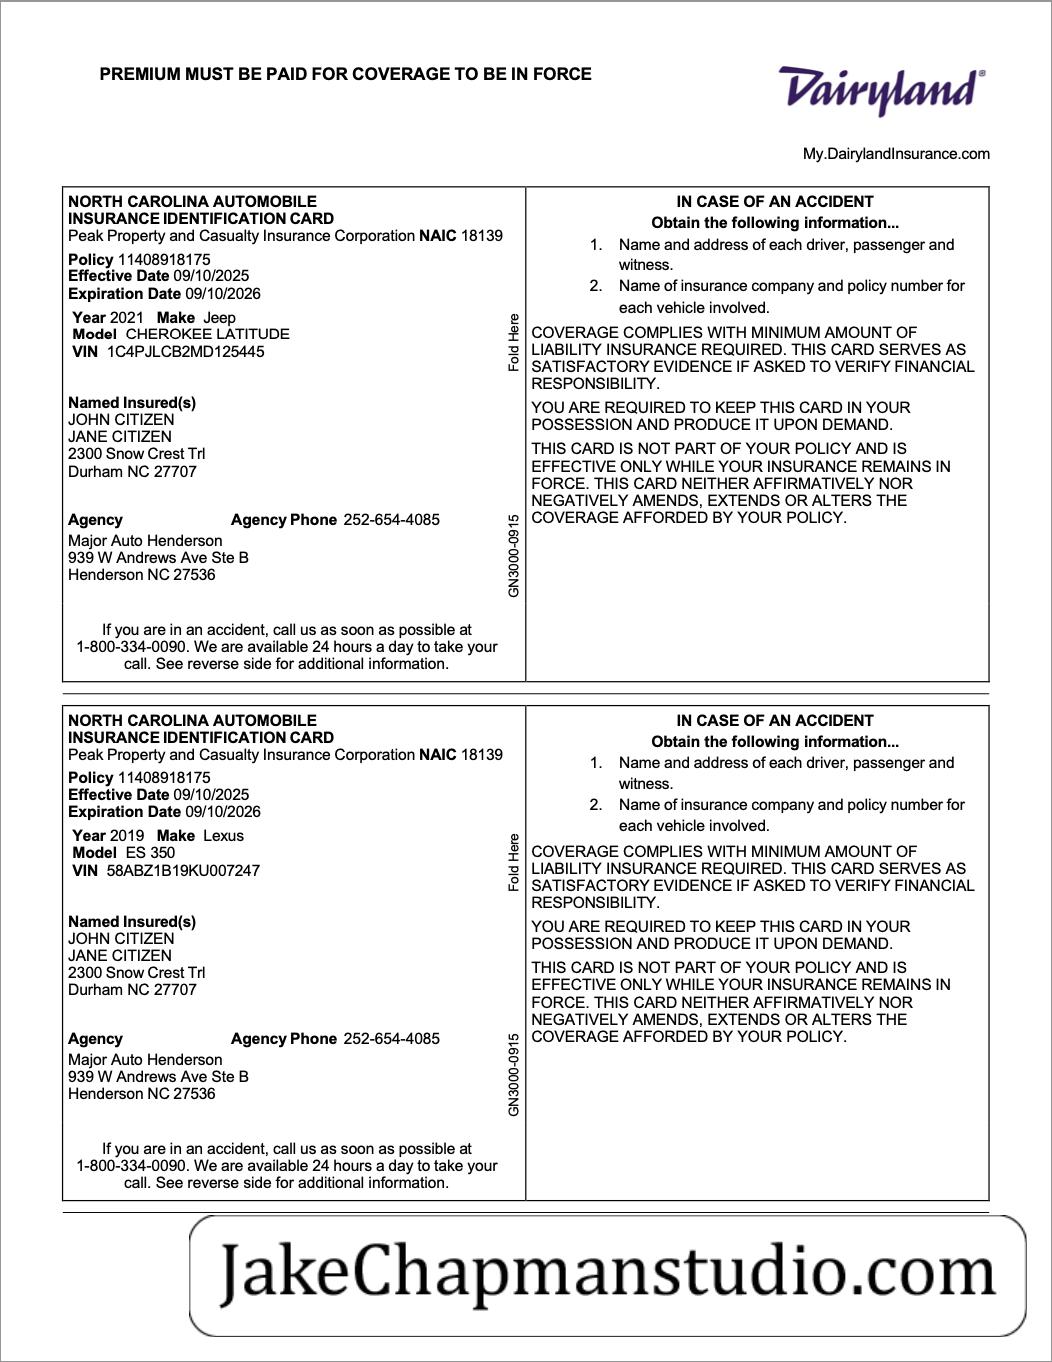 PREMIUM MUST BE PAID FOR COVERAGE TO BE IN FORCE
Dairyland®
My.DairylandInsurance.com
NORTH CAROLINA AUTOMOBILE
INSURANCE IDENTIFICATION CARD
Peak Property and Casualty Insurance Corporation NAIC 18139
Policy 11408918175
Effective Date 09/10/2025
Expiration Date 09/10/2026
Year 2021 Make Jeep
Model CHEROKEE LATITUDE
VIN 1C4PJLCB2MD125445
Named Insured(s)
JOHN CITIZEN
JANE CITIZEN
2300 Snow Crest Trl
Durham NC 27707
Agency Agency Phone 252-654-4085
Major Auto Henderson
939 W Andrews Ave Ste B
Henderson NC 27536
If you are in an accident, call us as soon as possible at
1-800-334-0090. We are available 24 hours a day to take your
call. See reverse side for additional information.
Fold Here
GN3000-0915
IN CASE OF AN ACCIDENT
Obtain the following information...
1. Name and address of each driver, passenger and
witness.
2. Name of insurance company and policy number for
each vehicle involved.
COVERAGE COMPLIES WITH MINIMUM AMOUNT OF
LIABILITY INSURANCE REQUIRED. THIS CARD SERVES AS
SATISFACTORY EVIDENCE IF ASKED TO VERIFY FINANCIAL
RESPONSIBILITY.
YOU ARE REQUIRED TO KEEP THIS CARD IN YOUR
POSSESSION AND PRODUCE IT UPON DEMAND.
THIS CARD IS NOT PART OF YOUR POLICY AND IS
EFFECTIVE ONLY WHILE YOUR INSURANCE REMAINS IN
FORCE. THIS CARD NEITHER AFFIRMATIVELY NOR
NEGATIVELY AMENDS, EXTENDS OR ALTERS THE
COVERAGE AFFORDED BY YOUR POLICY.
NORTH CAROLINA AUTOMOBILE
INSURANCE IDENTIFICATION CARD
Peak Property and Casualty Insurance Corporation NAIC 18139
Policy 11408918175
Effective Date 09/10/2025
Expiration Date 09/10/2026
Year 2019 Make Lexus
Model ES 350
VIN 58ABZ1B19KU007247
Named Insured(s)
JOHN CITIZEN
JANE CITIZEN
2300 Snow Crest Trl
Durham NC 27707
Agency Agency Phone 252-654-4085
Major Auto Henderson
939 W Andrews Ave Ste B
Henderson NC 27536
If you are in an accident, call us as soon as possible at
1-800-334-0090. We are available 24 hours a day to take your
call. See reverse side for additional information.
Fold Here
GN3000-0915
IN CASE OF AN ACCIDENT
Obtain the following information...
1. Name and address of each driver, passenger and
witness.
2. Name of insurance company and policy number for
each vehicle involved.
COVERAGE COMPLIES WITH MINIMUM AMOUNT OF
LIABILITY INSURANCE REQUIRED. THIS CARD SERVES AS
SATISFACTORY EVIDENCE IF ASKED TO VERIFY FINANCIAL
RESPONSIBILITY.
YOU ARE REQUIRED TO KEEP THIS CARD IN YOUR
POSSESSION AND PRODUCE IT UPON DEMAND.
THIS CARD IS NOT PART OF YOUR POLICY AND IS
EFFECTIVE ONLY WHILE YOUR INSURANCE REMAINS IN
FORCE. THIS CARD NEITHER AFFIRMATIVELY NOR
NEGATIVELY AMENDS, EXTENDS OR ALTERS THE
COVERAGE AFFORDED BY YOUR POLICY.
JakeChapmanstudio.com